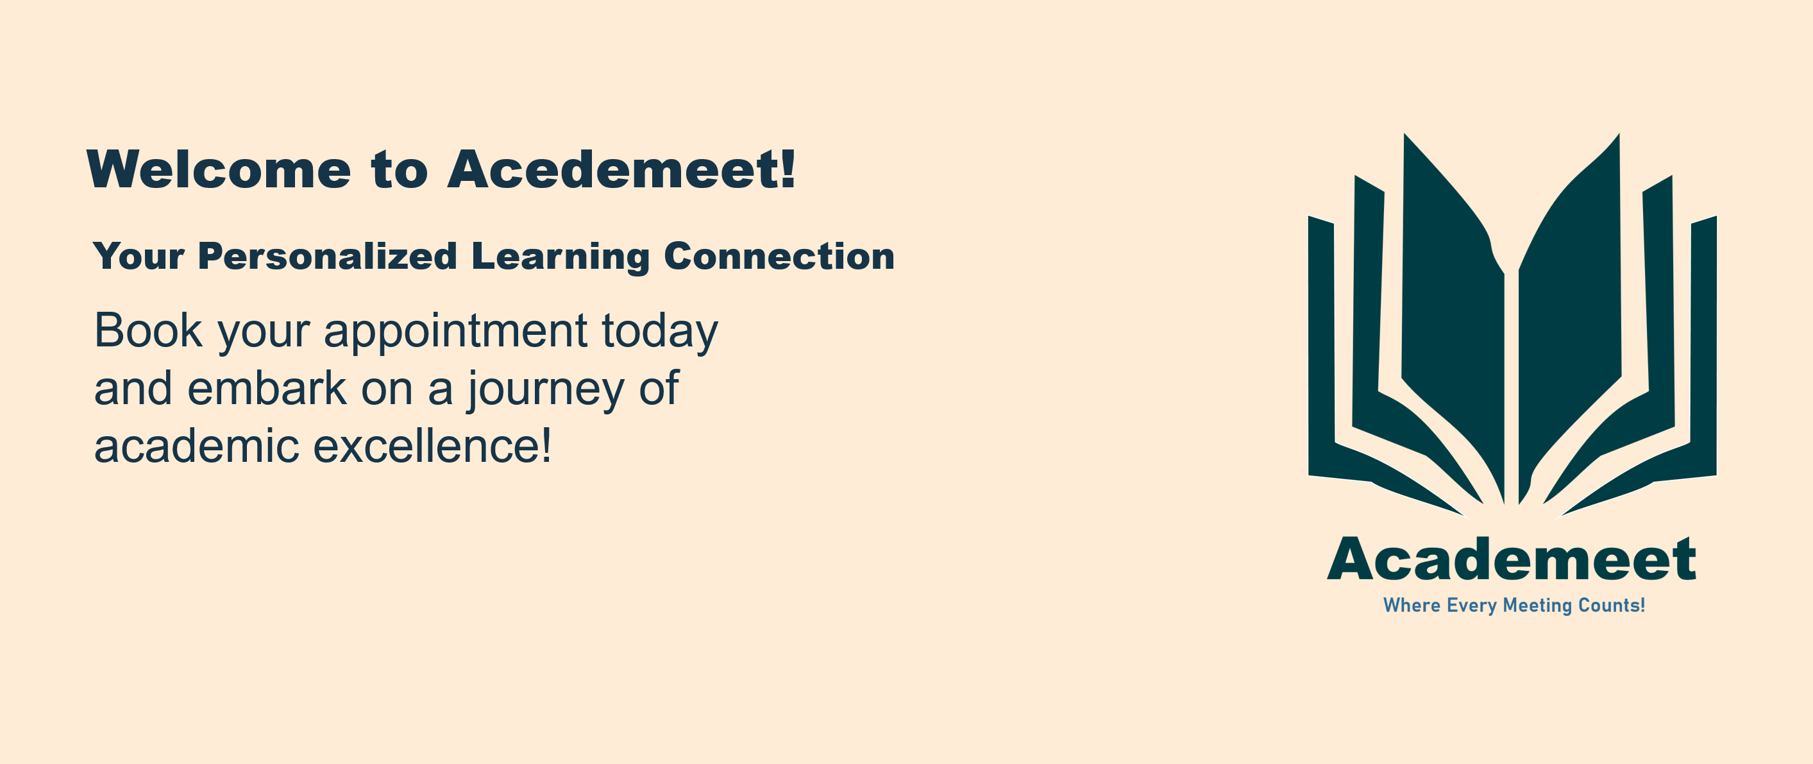 Welcome to Acedemeet!
Your Personalized Learning Connection
Book your appointment today
and embark on a journey of
academic excellence!
Academeet
Where Every Meeting Counts!